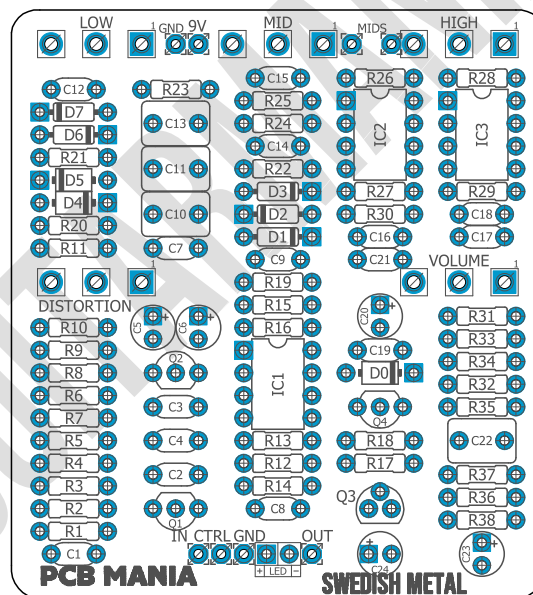 LOW 1 GND 9V MID 1 MIDS HIGH 1
C12 R23 C15 R26 R28
D7 R25
D6 C13 R24 IC2 IC3
R21 C14
D5 C11 R22
D4 D3 R27 R29
R20 C10 D2 R30 C18
R11 C7 D1 C16 C17
C9 C21
1 R19 VOLUME 1
DISTORTION C5 + C6 + R15 C20 + R31
R10 R16 R33
R9 Q2 C19 R34
R8 IC1 D0 R32
R6 C3 R35
R7 Q4
R5 C4 R13 R18 C22
R4 R12 R17
R3 C2 R14 R37
R2 Q1 C8 Q3 R36
R1 R38
C1 IN CTRL GND OUT C24 + C23 +
+ LED -
PCB MANIA SWEDISH METAL